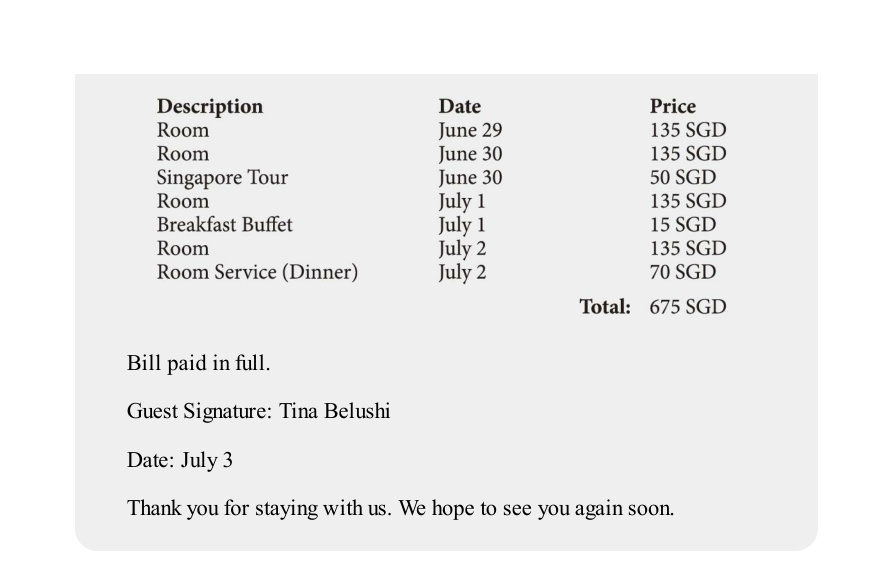 Description Date Price
Room June 29 135 SGD
Room June 30 135 SGD
Singapore Tour June 30 50 SGD
Room July 1 135 SGD
Breakfast Buffet July 1 15 SGD
Room July 2 135 SGD
Room Service (Dinner) July 2 70 SGD
Total: 675 SGD
Bill paid in full.
Guest Signature: Tina Belushi
Date: July 3
Thank you for staying with us. We hope to see you again soon.